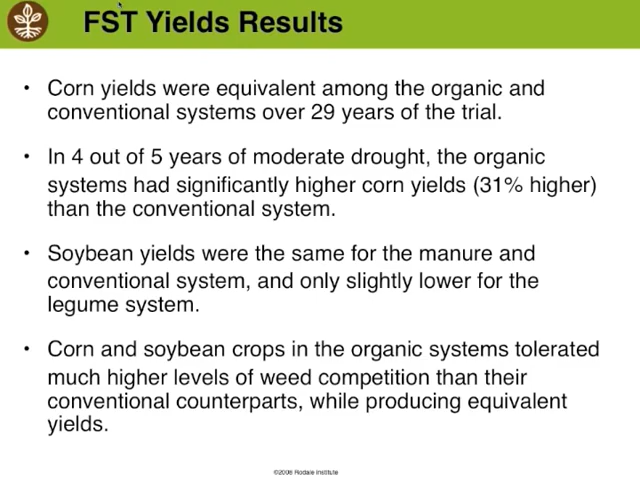 FST Yields Results
• Corn yields were equivalent among the organic and
conventional systems over 29 years of the trial.
• In 4 out of 5 years of moderate drought, the organic
systems had significantly higher corn yields (31% higher)
than the conventional system.
• Soybean yields were the same for the manure and
conventional system, and only slightly lower for the
legume system.
• Corn and soybean crops in the organic systems tolerated
much higher levels of weed competition than their
conventional counterparts, while producing equivalent
yields.
©2008 Rodale Institute